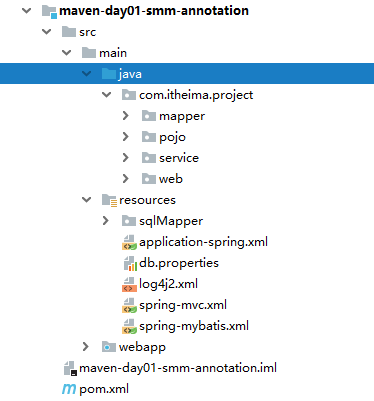 maven-day01-smm-annotation
src
main
java
com.itheima.project
mapper
pojo
service
web
resources
sqlMapper
application-spring.xml
db.properties
log4j2.xml
spring-mvc.xml
spring-mybatis.xml
webapp
maven-day01-smm-annotation.iml
pom.xml